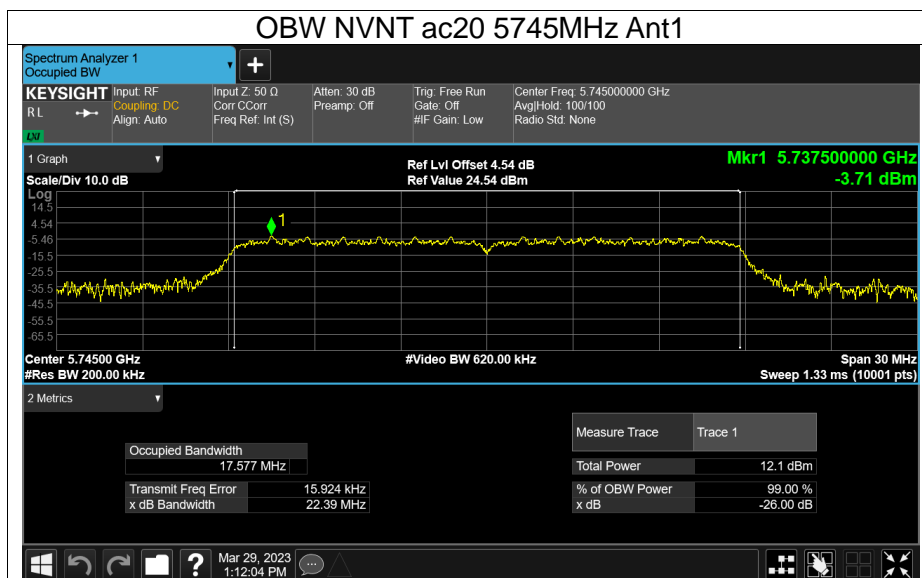 OBW NVNT ac20 5745MHz Ant1
Spectrum Analyzer 1
Occupied BW
+
KEYSIGHT
R L
LXI
Input: RF
Coupling: DC
Align: Auto
Input Z: 50 Ω
Corr CCorr
Freq Ref: Int (S)
Atten: 30 dB
Preamp: Off
Trig: Free Run
Gate: Off
#IF Gain: Low
Center Freq: 5.745000000 GHz
Avg|Hold: 100/100
Radio Std: None
1 Graph
Scale/Div 10.0 dB
Ref Lvl Offset 4.54 dB
Ref Value 24.54 dBm
Mkr1 5.737500000 GHz
-3.71 dBm
Log
14.5
4.54
-5.46
-15.5
-25.5
-35.5
-45.5
-55.5
-65.5
1
Center 5.74500 GHz
#Res BW 200.00 kHz
#Video BW 620.00 kHz
Span 30 MHz
Sweep 1.33 ms (10001 pts)
2 Metrics
Measure Trace Trace 1
Occupied Bandwidth
17.577 MHz
Total Power 12.1 dBm
Transmit Freq Error 15.924 kHz
% of OBW Power 99.00 %
x dB Bandwidth 22.39 MHz
x dB -26.00 dB
?
Mar 29, 2023
1:12:04 PM